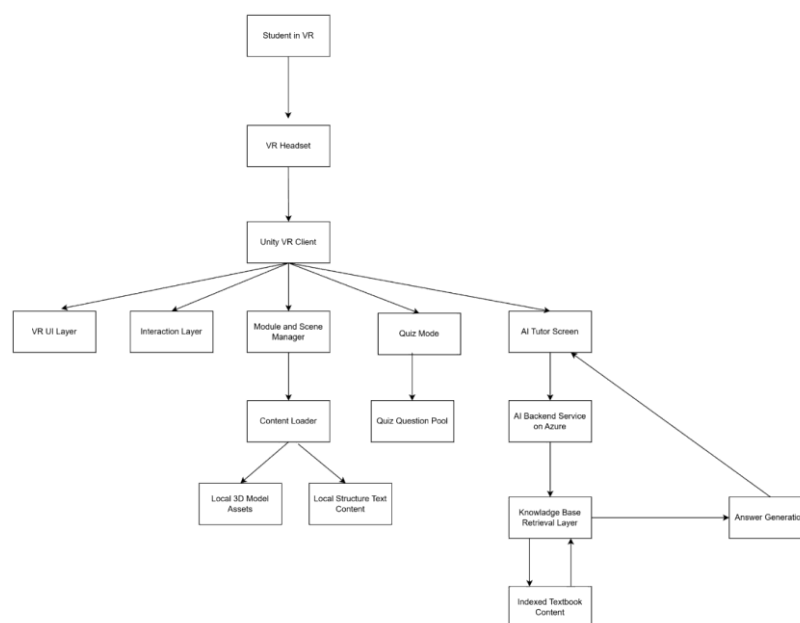 Student in VR
VR Headset
Unity VR Client
VR UI Layer
Interaction Layer
Module and Scene
Manager
Quiz Mode
AI Tutor Screen
Content Loader
Quiz Question Pool
AI Backend Service
on Azure
Local 3D Model
Assets
Local Structure Text
Content
Knowladge Base
Retrieval Layer
Answer Generatio
Indexed Textbook
Content